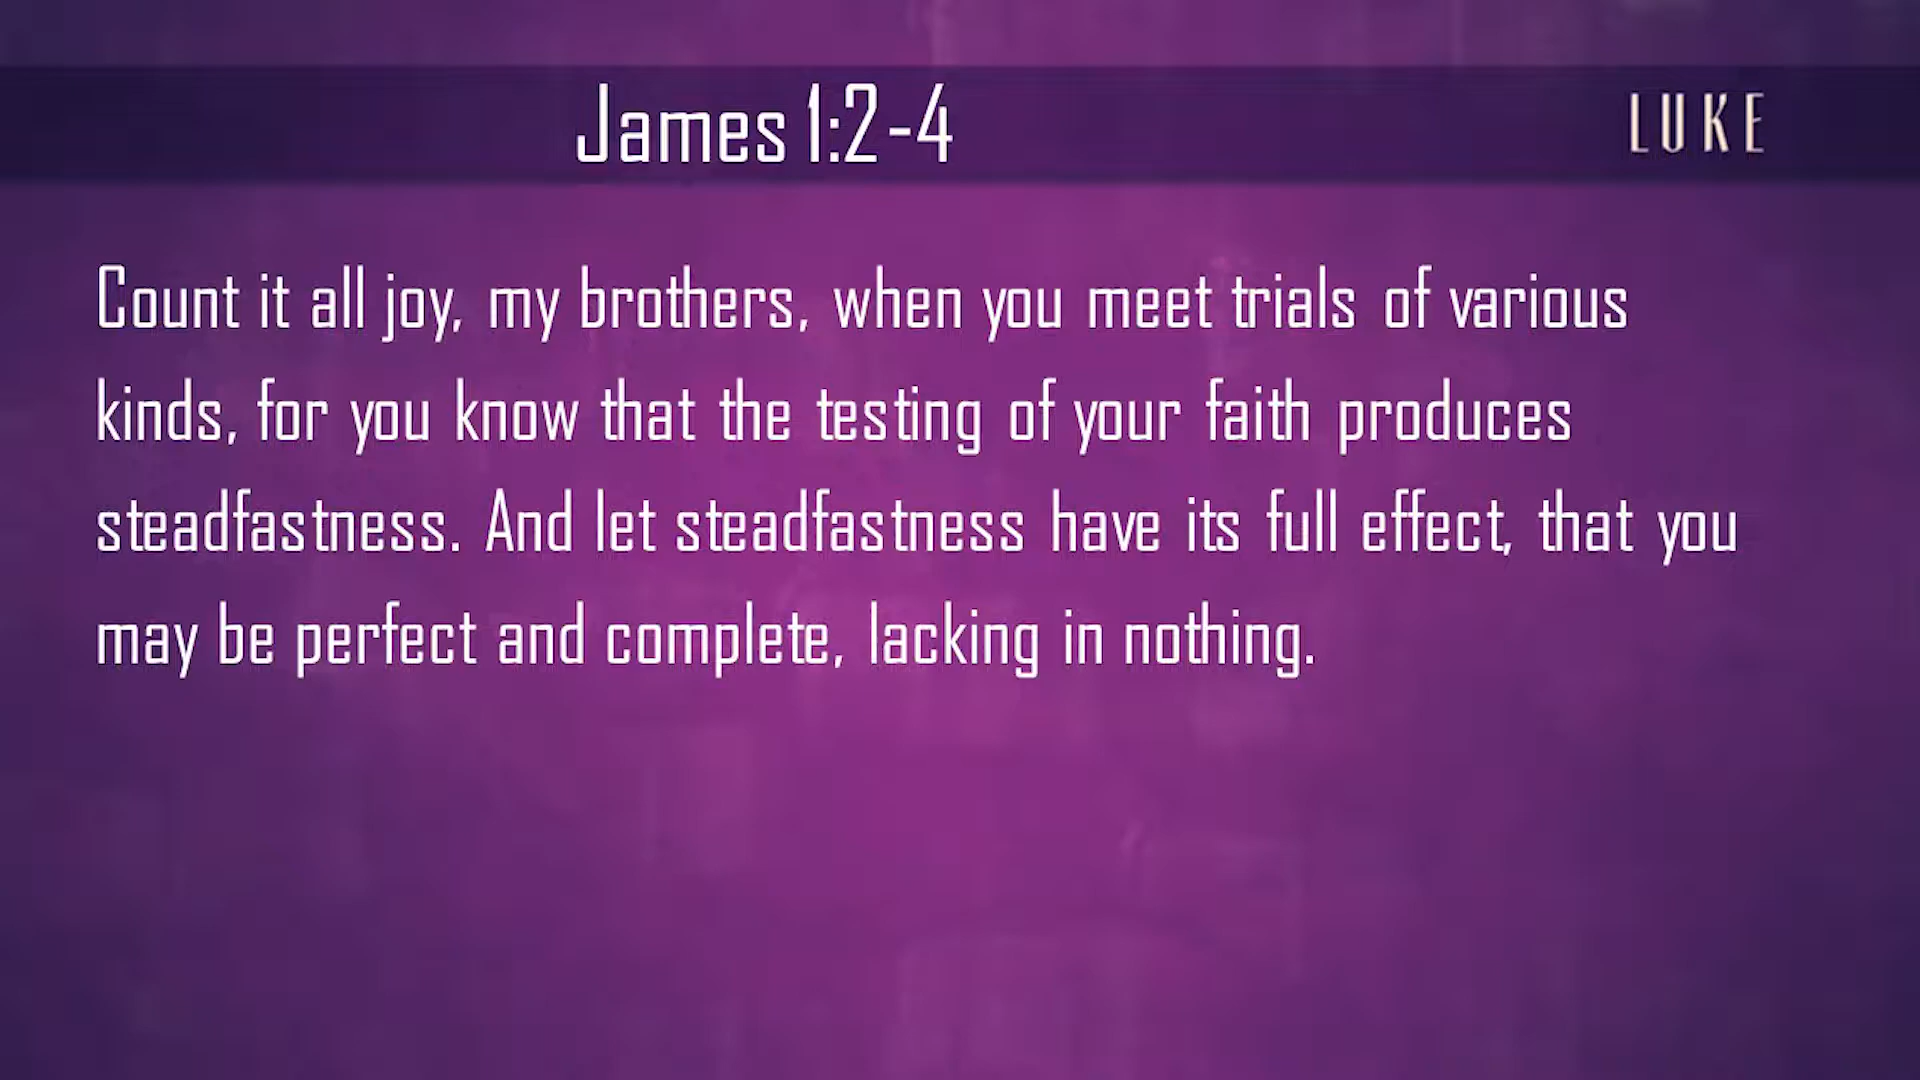 James 1:2-4
LUKE
Count it all joy, my brothers, when you meet trials of various
kinds, for you know that the testing of your faith produces
steadfastness. And let steadfastness have its full effect, that you
may be perfect and complete, lacking in nothing.